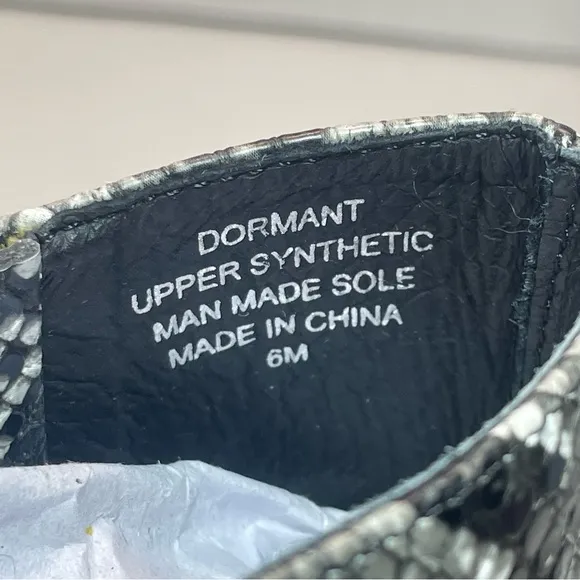 DORMANT
UPPER SYNTHETIC
MAN MADE SOLE
MADE IN CHINA
6M